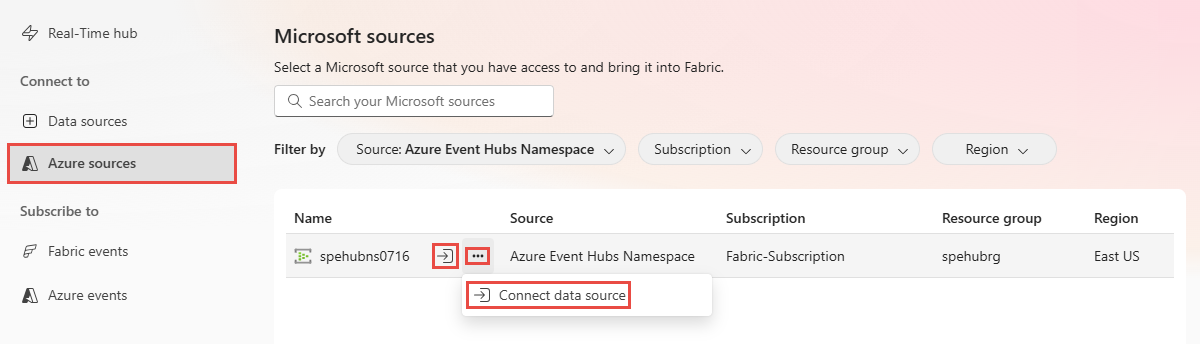 Real-Time hub
Connect to
Data sources
Azure sources
Subscribe to
Fabric events
Azure events
Microsoft sources
Select a Microsoft source that you have access to and bring it into Fabric.
Search your Microsoft sources
Filter by Source: Azure Event Hubs Namespace Subscription Resource group Region
Name Source Subscription Resource group Region
spehubns0716 ••• Azure Event Hubs Namespace Fabric-Subscription spehubrg East US
Connect data source